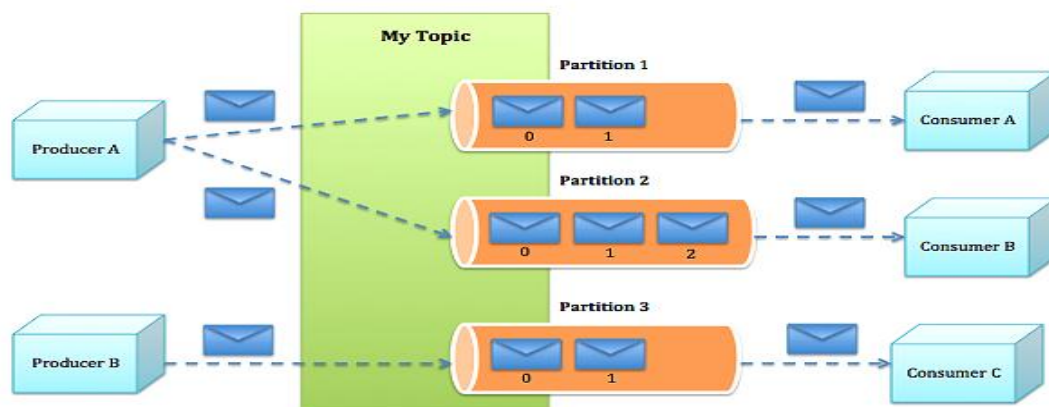 My Topic
Partition 1
0 1
Producer A
Consumer A
Partition 2
0 1 2
Consumer B
Partition 3
0 1
Producer B
Consumer C